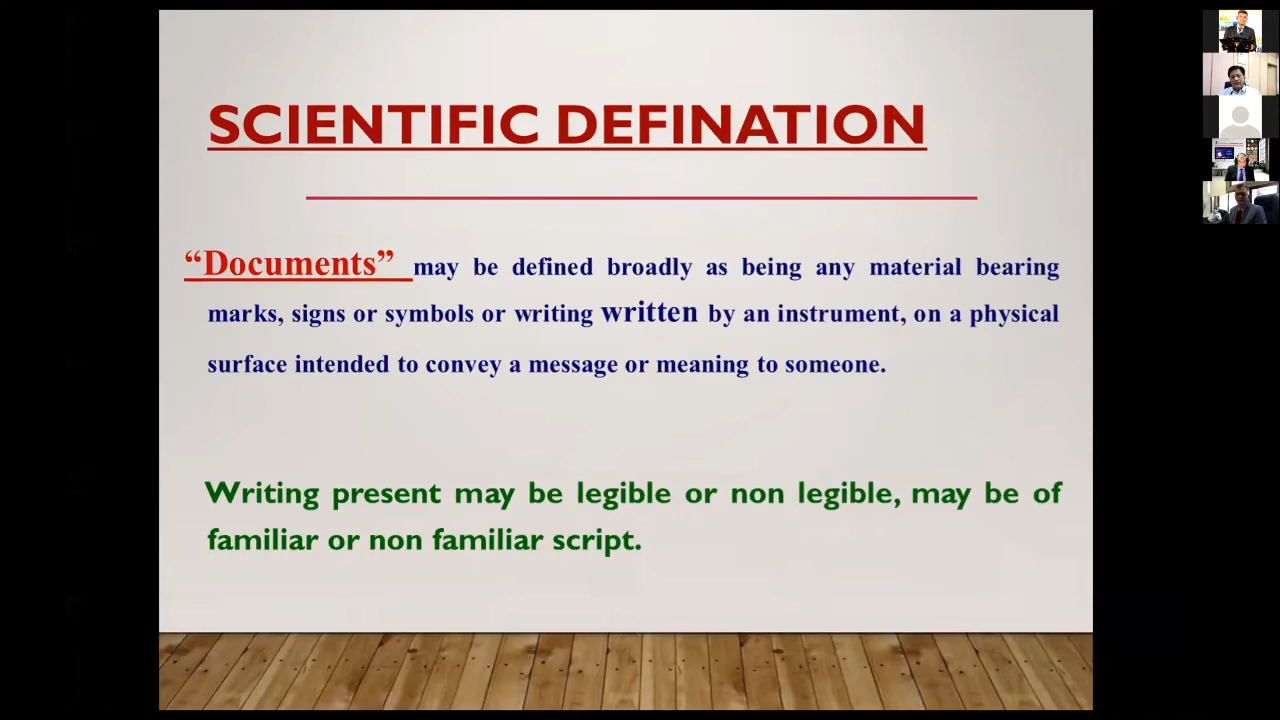 SCIENTIFIC DEFINATION
“Documents” may be defined broadly as being any material bearing
marks, signs or symbols or writing written by an instrument, on a physical
surface intended to convey a message or meaning to someone.
Writing present may be legible or non legible, may be of
familiar or non familiar script.